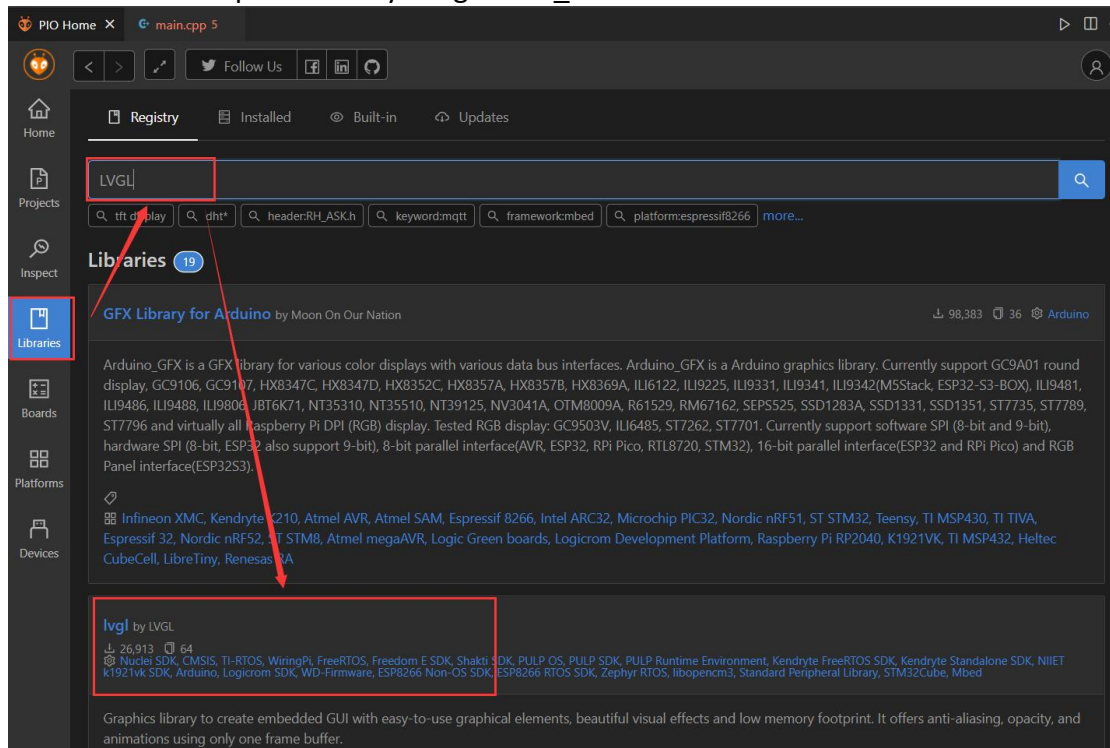 PIO Home
main.cpp 5
Follow Us
Home
Projects
Inspect
Libraries
Boards
Platforms
Devices
Registry
Installed
Built-in
Updates
LVGL
tft display
dht*
header:RH_ASK.h
keyword:mqtt
framework:mbed
platform:espressif8266
more...
Libraries 19
GFX Library for Arduino by Moon On Our Nation
98,383 36 Arduino
Arduino_GFX is a GFX library for various color displays with various data bus interfaces. Arduino_GFX is a Arduino graphics library. Currently support GC9A01 round
display, GC9106, GC9107, HX8347C, HX8347D, HX8352C, HX8357A, HX8357B, HX8369A, ILI6122, ILI9225, ILI9331, ILI9341, ILI9342(M5Stack, ESP32-S3-BOX), ILI9481,
ILI9486, ILI9488, ILI9806, JBT6K71, NT35310, NT35510, NT39125, NV3041A, OTM8009A, R61529, RM67162, SEPS525, SSD1283A, SSD1331, SSD1351, ST7735, ST7789,
ST7796 and virtually all Raspberry Pi DPI (RGB) display. Tested RGB display: GC9503V, ILI6485, ST7262, ST7701. Currently support software SPI (8-bit and 9-bit),
hardware SPI (8-bit, ESP32 also support 9-bit), 8-bit parallel interface(AVR, ESP32, RPi Pico, RTL8720, STM32), 16-bit parallel interface(ESP32 and RPi Pico) and RGB
Panel interface(ESP32S3).
Infineon XMC, Kendryte K210, Atmel AVR, Atmel SAM, Espressif 8266, Intel ARC32, Microchip PIC32, Nordic nRF51, ST STM32, Teensy, TI MSP430, TI TIVA,
Espressif 32, Nordic nRF52, ST STM8, Atmel megaAVR, Logic Green boards, Logicrom Development Platform, Raspberry Pi RP2040, K1921VK, TI MSP432, Heltec
CubeCell, LibreTiny, Renesas RA
lvgl by LVGL
26,913 64
Nuclei SDK, CMSIS, TI-RTOS, WiringPi, FreeRTOS, Freedom E SDK, Shakti SDK, PULP OS, PULP SDK, PULP Runtime Environment, Kendryte FreeRTOS SDK, Kendryte Standalone SDK, NIIET
k1921vk SDK, Arduino, Logicrom SDK, WD-Firmware, ESP8266 Non-OS SDK, ESP8266 RTOS SDK, Zephyr RTOS, libopencm3, Standard Peripheral Library, STM32Cube, Mbed
Graphics library to create embedded GUI with easy-to-use graphical elements, beautiful visual effects and low memory footprint. It offers anti-aliasing, opacity, and
animations using only one frame buffer.